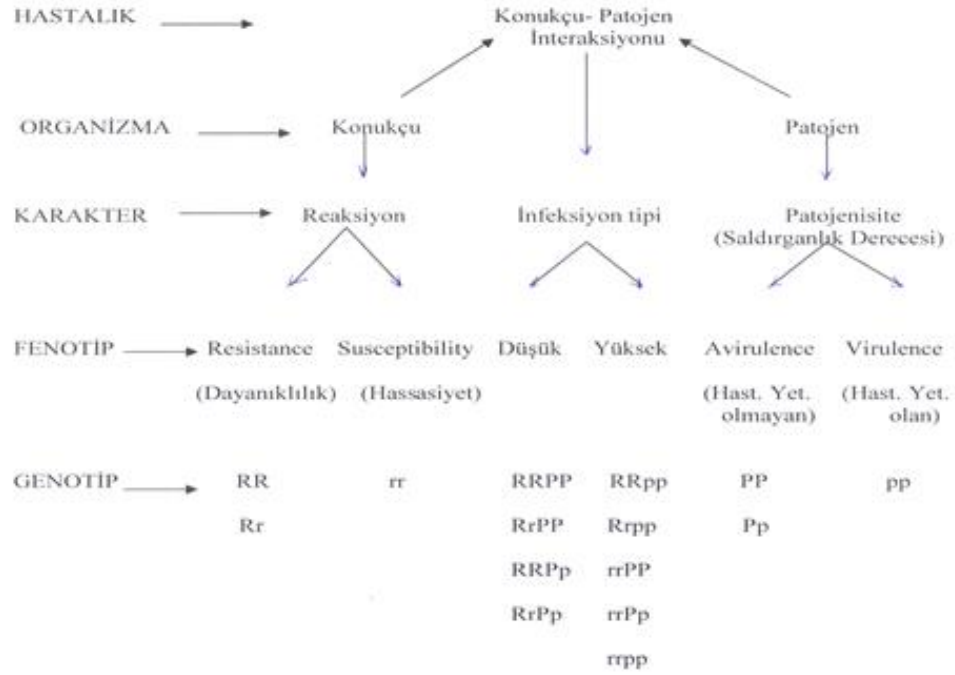 HASTALIK Konukçu- Patojen
İnteraksiyonu
ORGANİZMA Konukçu Patojen
KARAKTER Reaksiyon İnfeksiyon tipi Patojenisite
(Saldırganlık Derecesi)
FENOTİP Resistance Susceptibility Düşük Yüksek Avirulence Virulence
(Dayanıklılık) (Hassasiyet) (Hast. Yet. (Hast. Yet.
olmayan) olan)
GENOTİP RR rr RRPP RRpp PP pp
Rr RrPP Rrpp Pp
RRPp rrPP
RrPp rrPp
rrpp